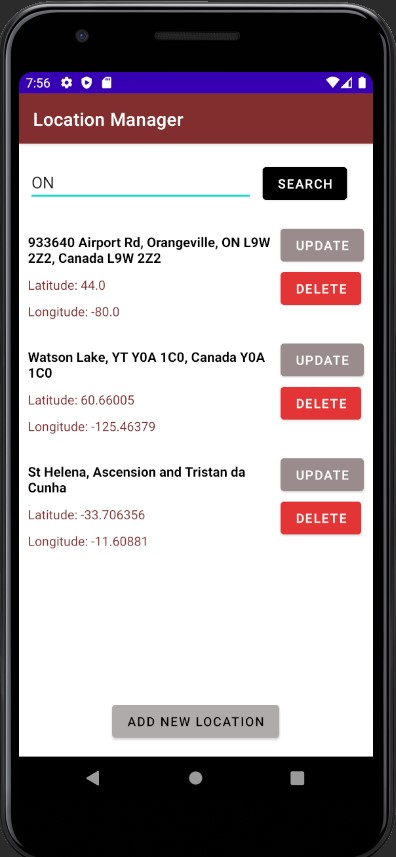 7:56
Location Manager
ON
SEARCH
933640 Airport Rd, Orangeville, ON L9W
2Z2, Canada L9W 2Z2
UPDATE
Latitude: 44.0
DELETE
Longitude: -80.0
Watson Lake, YT Y0A 1C0, Canada Y0A
1C0
UPDATE
Latitude: 60.66005
DELETE
Longitude: -125.46379
St Helena, Ascension and Tristan da
Cunha
UPDATE
Latitude: -33.706356
DELETE
Longitude: -11.60881
ADD NEW LOCATION